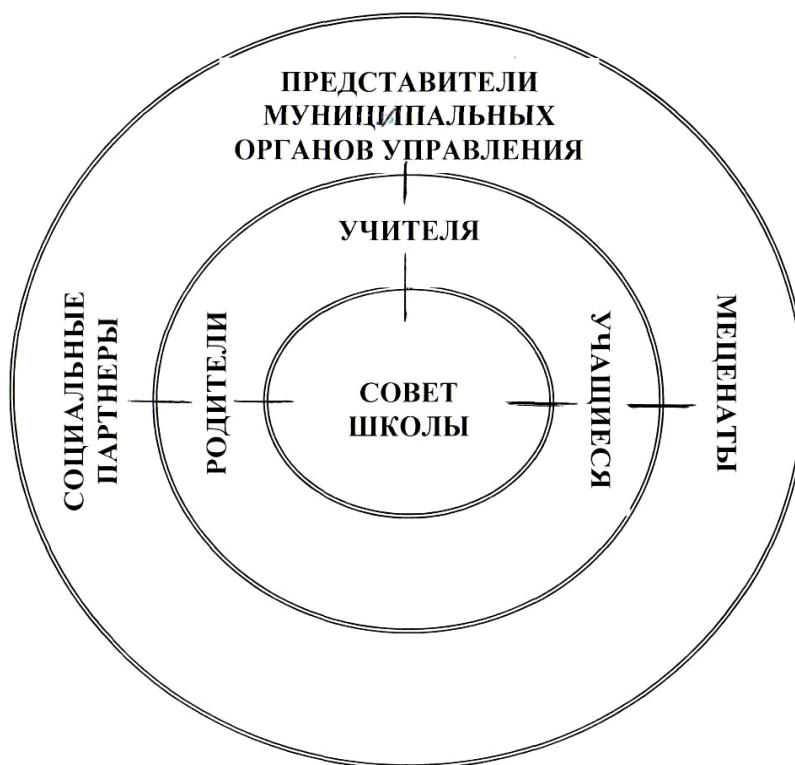 ПРЕДСТАВИТЕЛИ
МУНИЦИПАЛЬНЫХ
ОРГАНОВ УПРАВЛЕНИЯ
УЧИТЕЛЯ
СОЦИАЛЬНЫЕ
ПАРТНЕРЫ
РОДИТЕЛИ
СОВЕТ
ШКОЛЫ
УЧАЩИЕСЯ
МЕЦЕНАТЫ